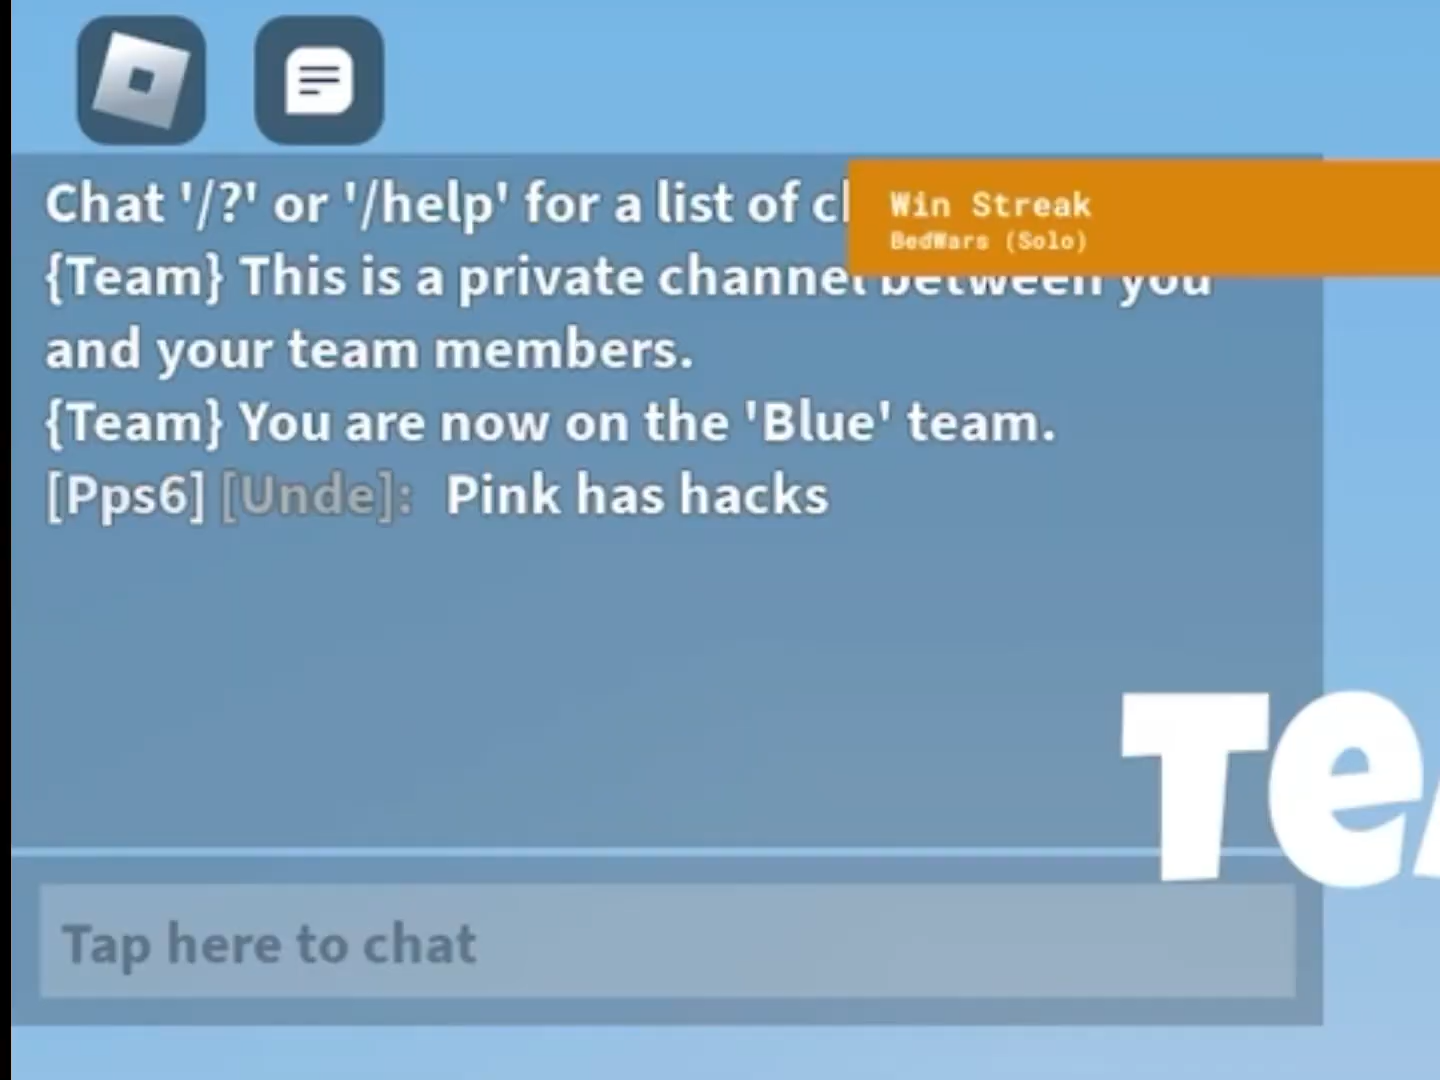 Chat '/?' or '/help' for a list of
Win Streak
BedWars (Solo)
{Team} This is a private channel between you
and your team members.
{Team} You are now on the 'Blue' team.
[Pps6] [Unde]: Pink has hacks
Tap here to chat